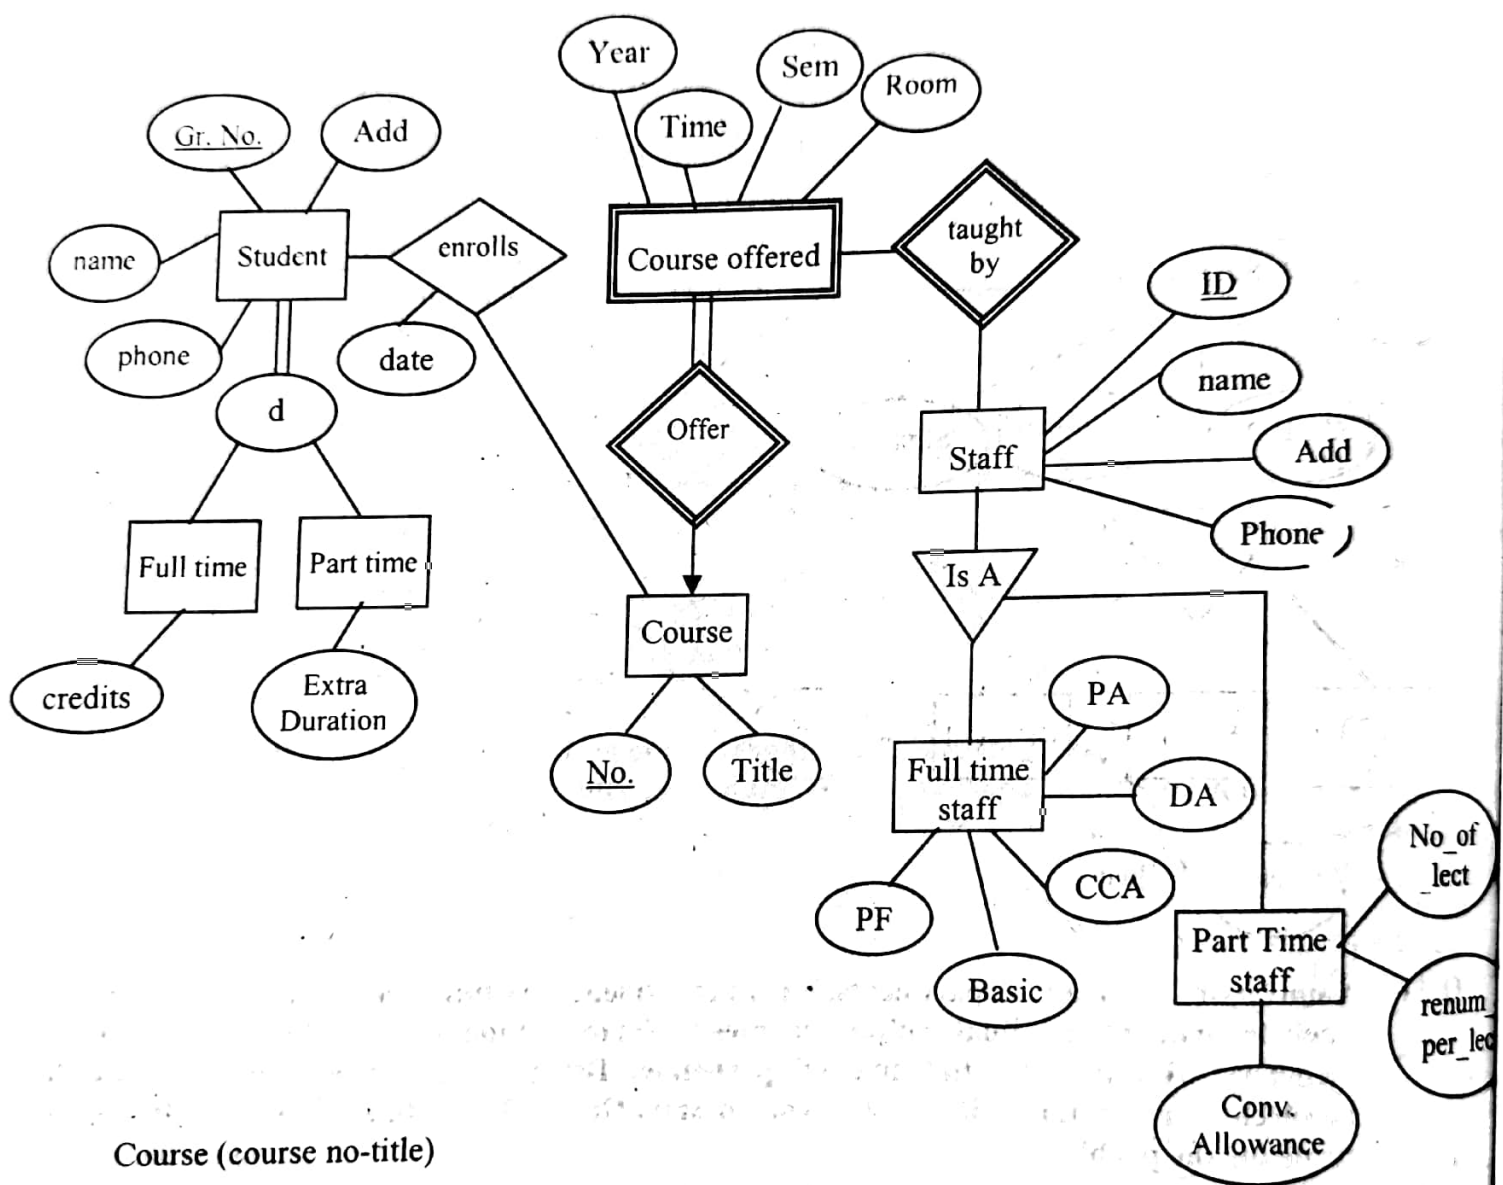 Year
Sem
Room
Time
Gr. No.
Add
name
Student
enrolls
Course offered
taught
by
ID
phone
date
name
d
Offer
Staff
Add
Phone
Full time
Part time
Is A
Course
credits
Extra
Duration
No.
Title
PA
Full time
staff
DA
CCA
PF
Basic
No_of
_lect
Part Time
staff
renum_
per_lec
Conv.
Allowance
Course (course no-title)